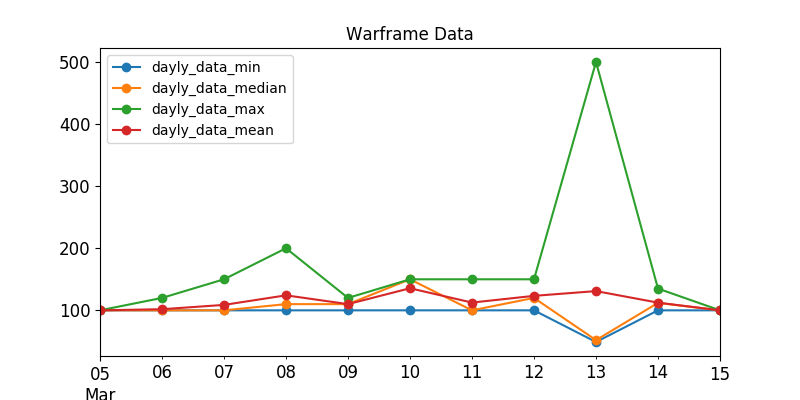 Warframe Data
dayly_data_min
dayly_data_median
dayly_data_max
dayly_data_mean
500
400
300
200
100
05 06 07 08 09 10 11 12 13 14 15
Mar